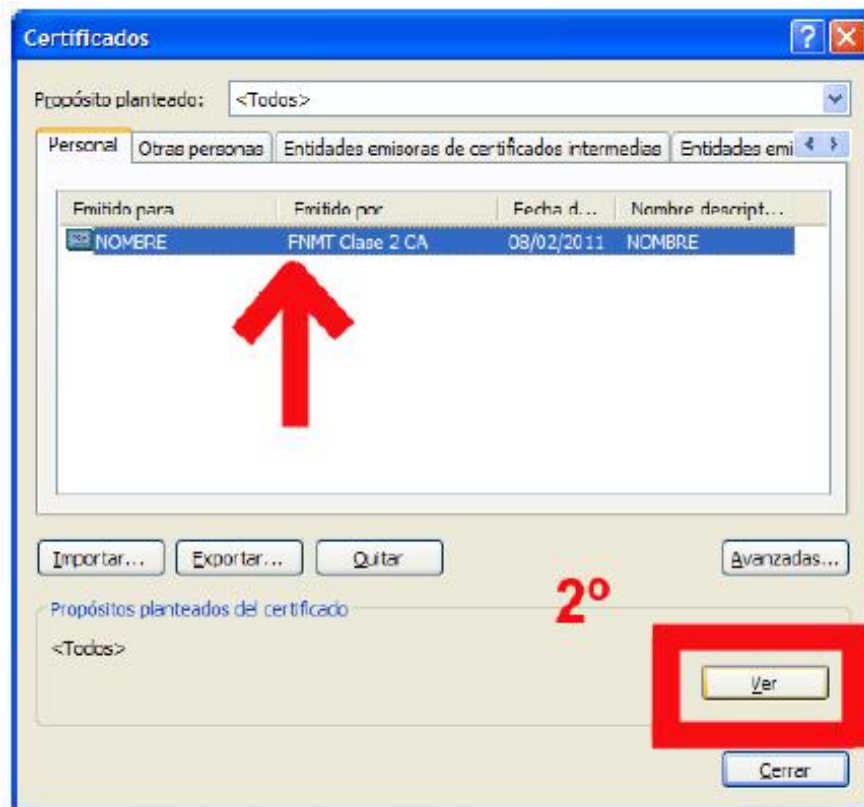 Certificados
Propósito planteado: <Todos>
Personal Otras personas Entidades emisoras de certificados intermedias Entidades emi
Emitido para Emitido por Fecha d... Nombre descript...
NOMBRE FNMT Clase 2 CA 08/02/2011 NOMBRE
Importar... Exportar... Quitar Avanzadas...
2º
Propósitos planteados del certificado
<Todos>
Ver
Cerrar